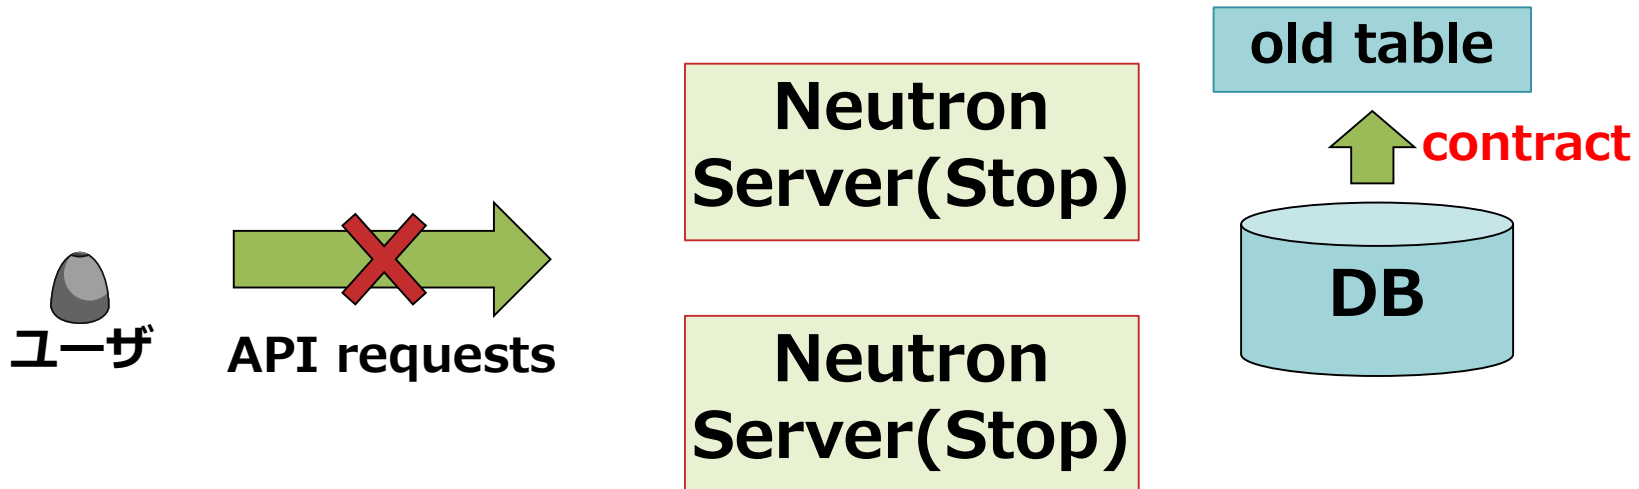 ユーザ
API requests
Neutron
Server(Stop)
Neutron
Server(Stop)
old table
contract
DB